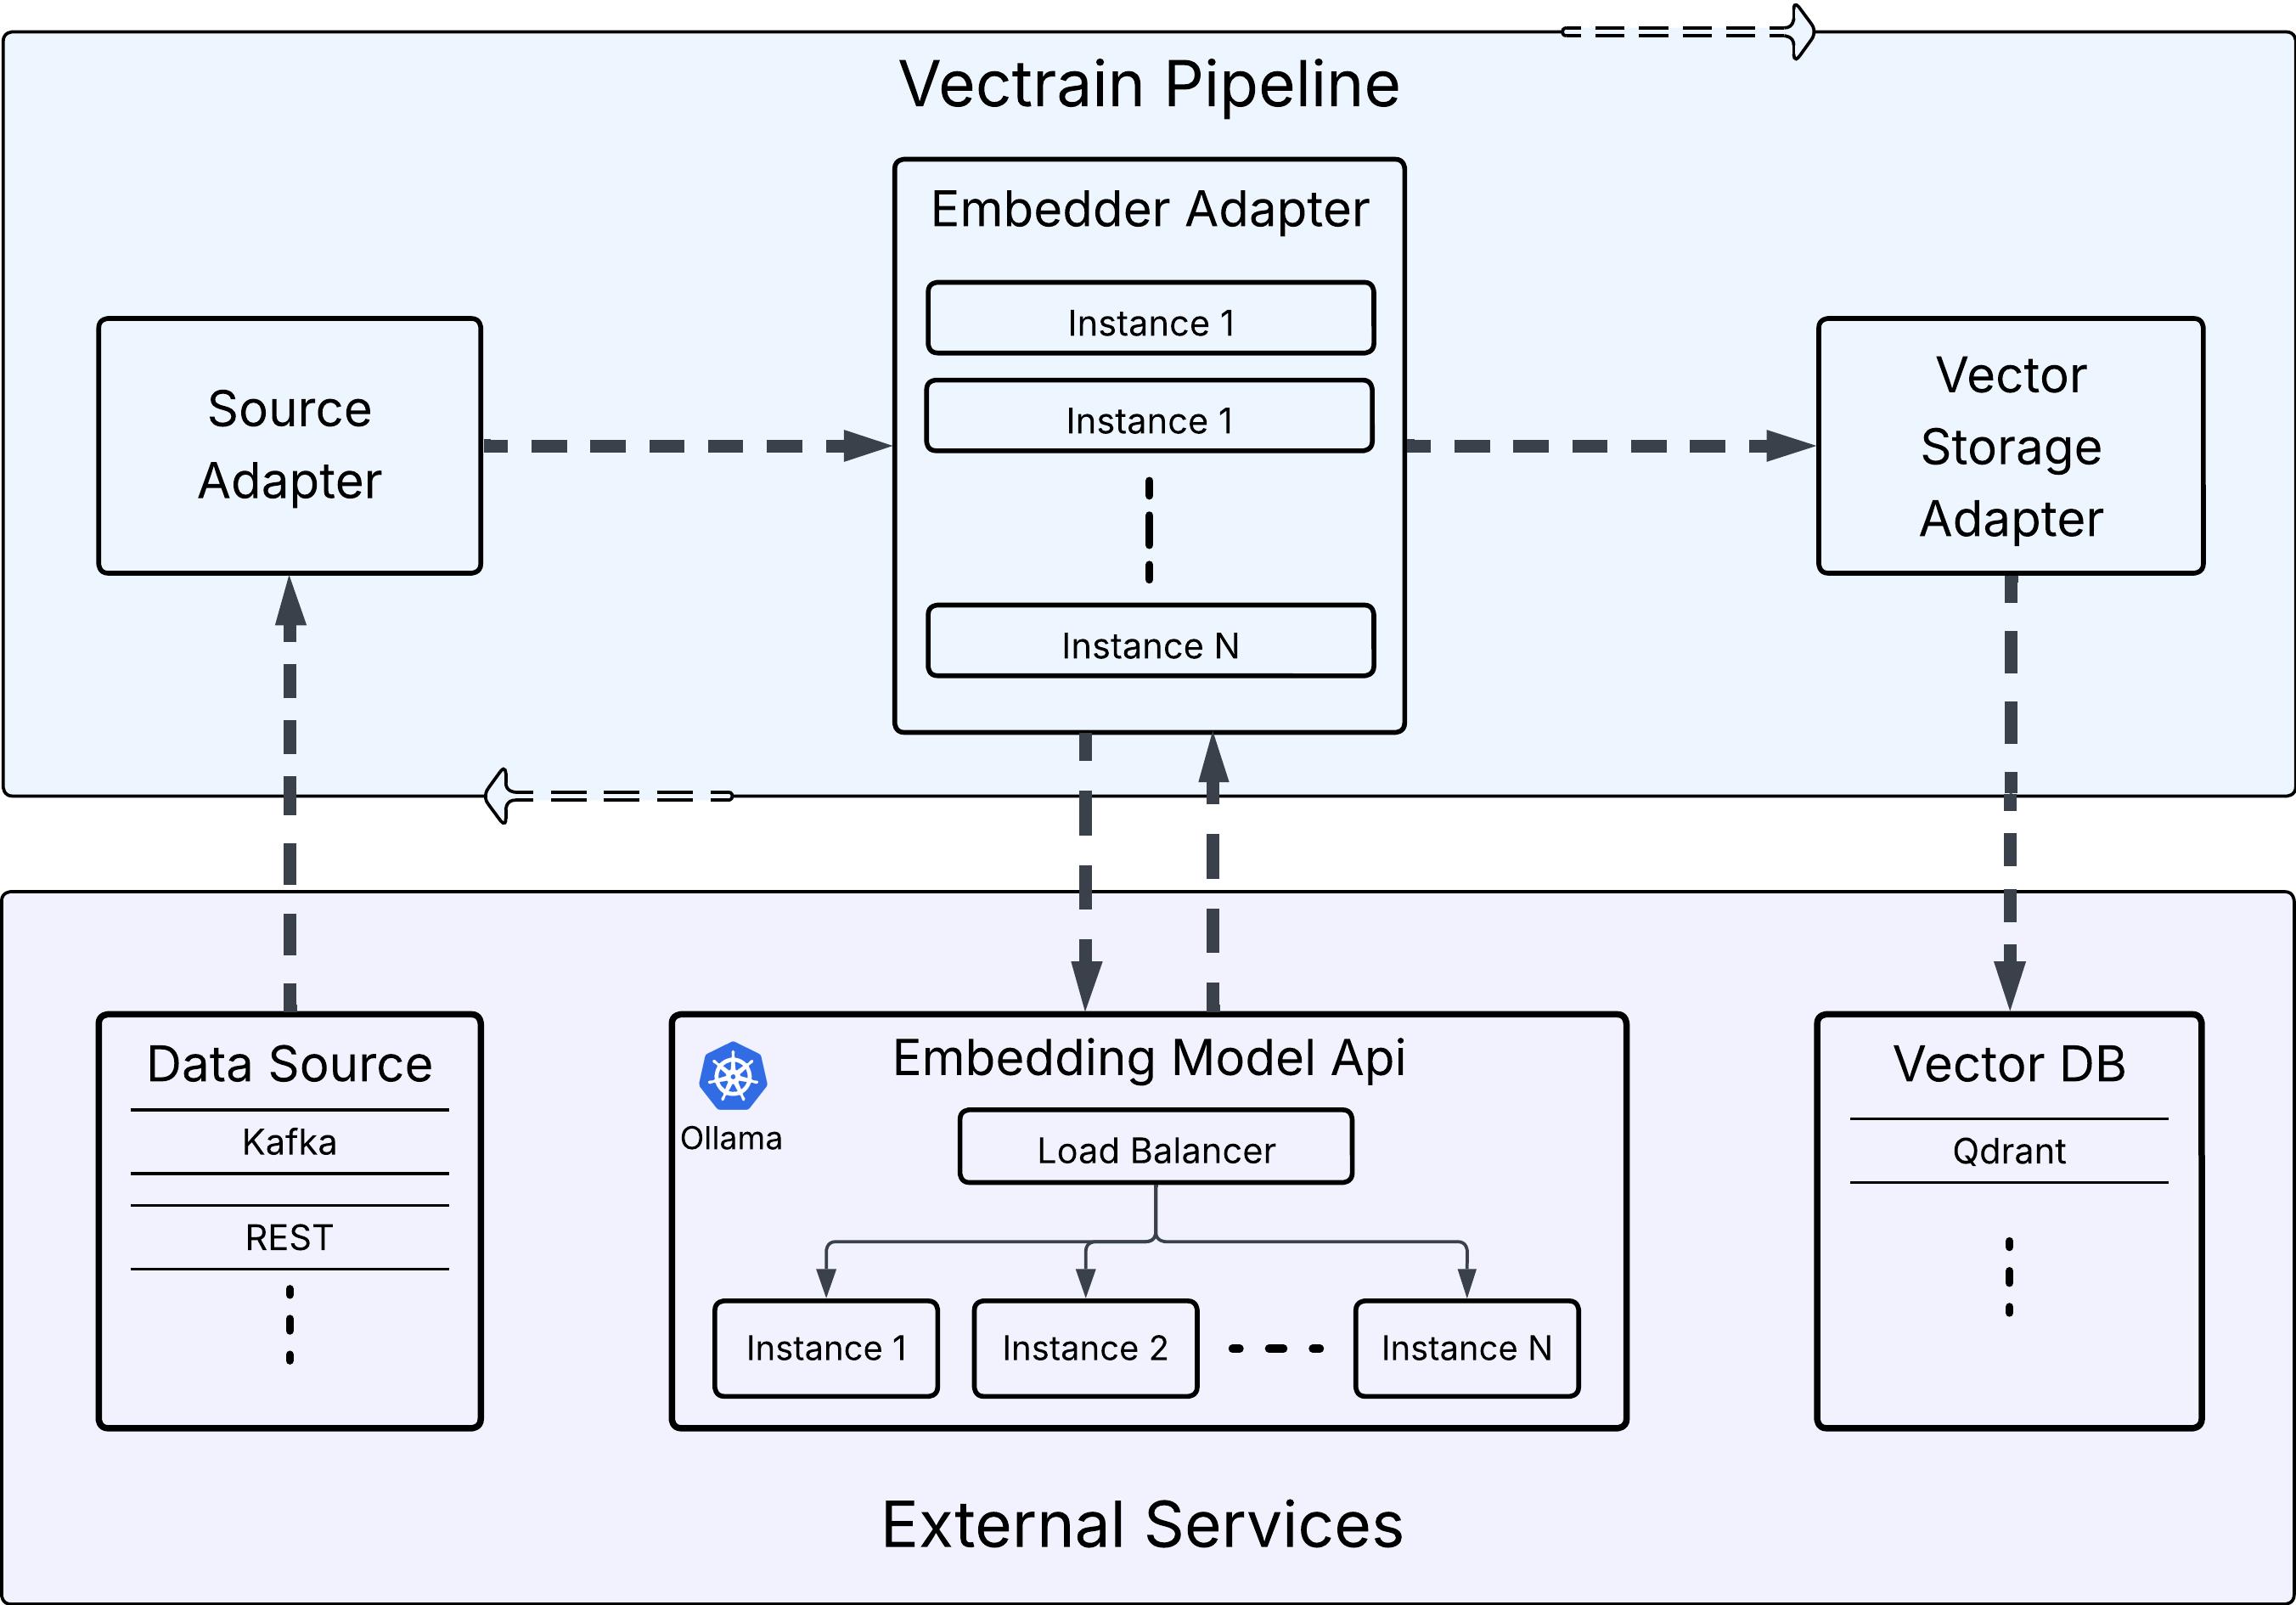 Vectrain Pipeline
Source
Adapter
Embedder Adapter
Instance 1
Instance 1
Instance N
Vector
Storage
Adapter
Data Source
Kafka
REST
Embedding Model Api
Ollama
Load Balancer
Instance 1
Instance 2
Instance N
Vector DB
Qdrant
External Services